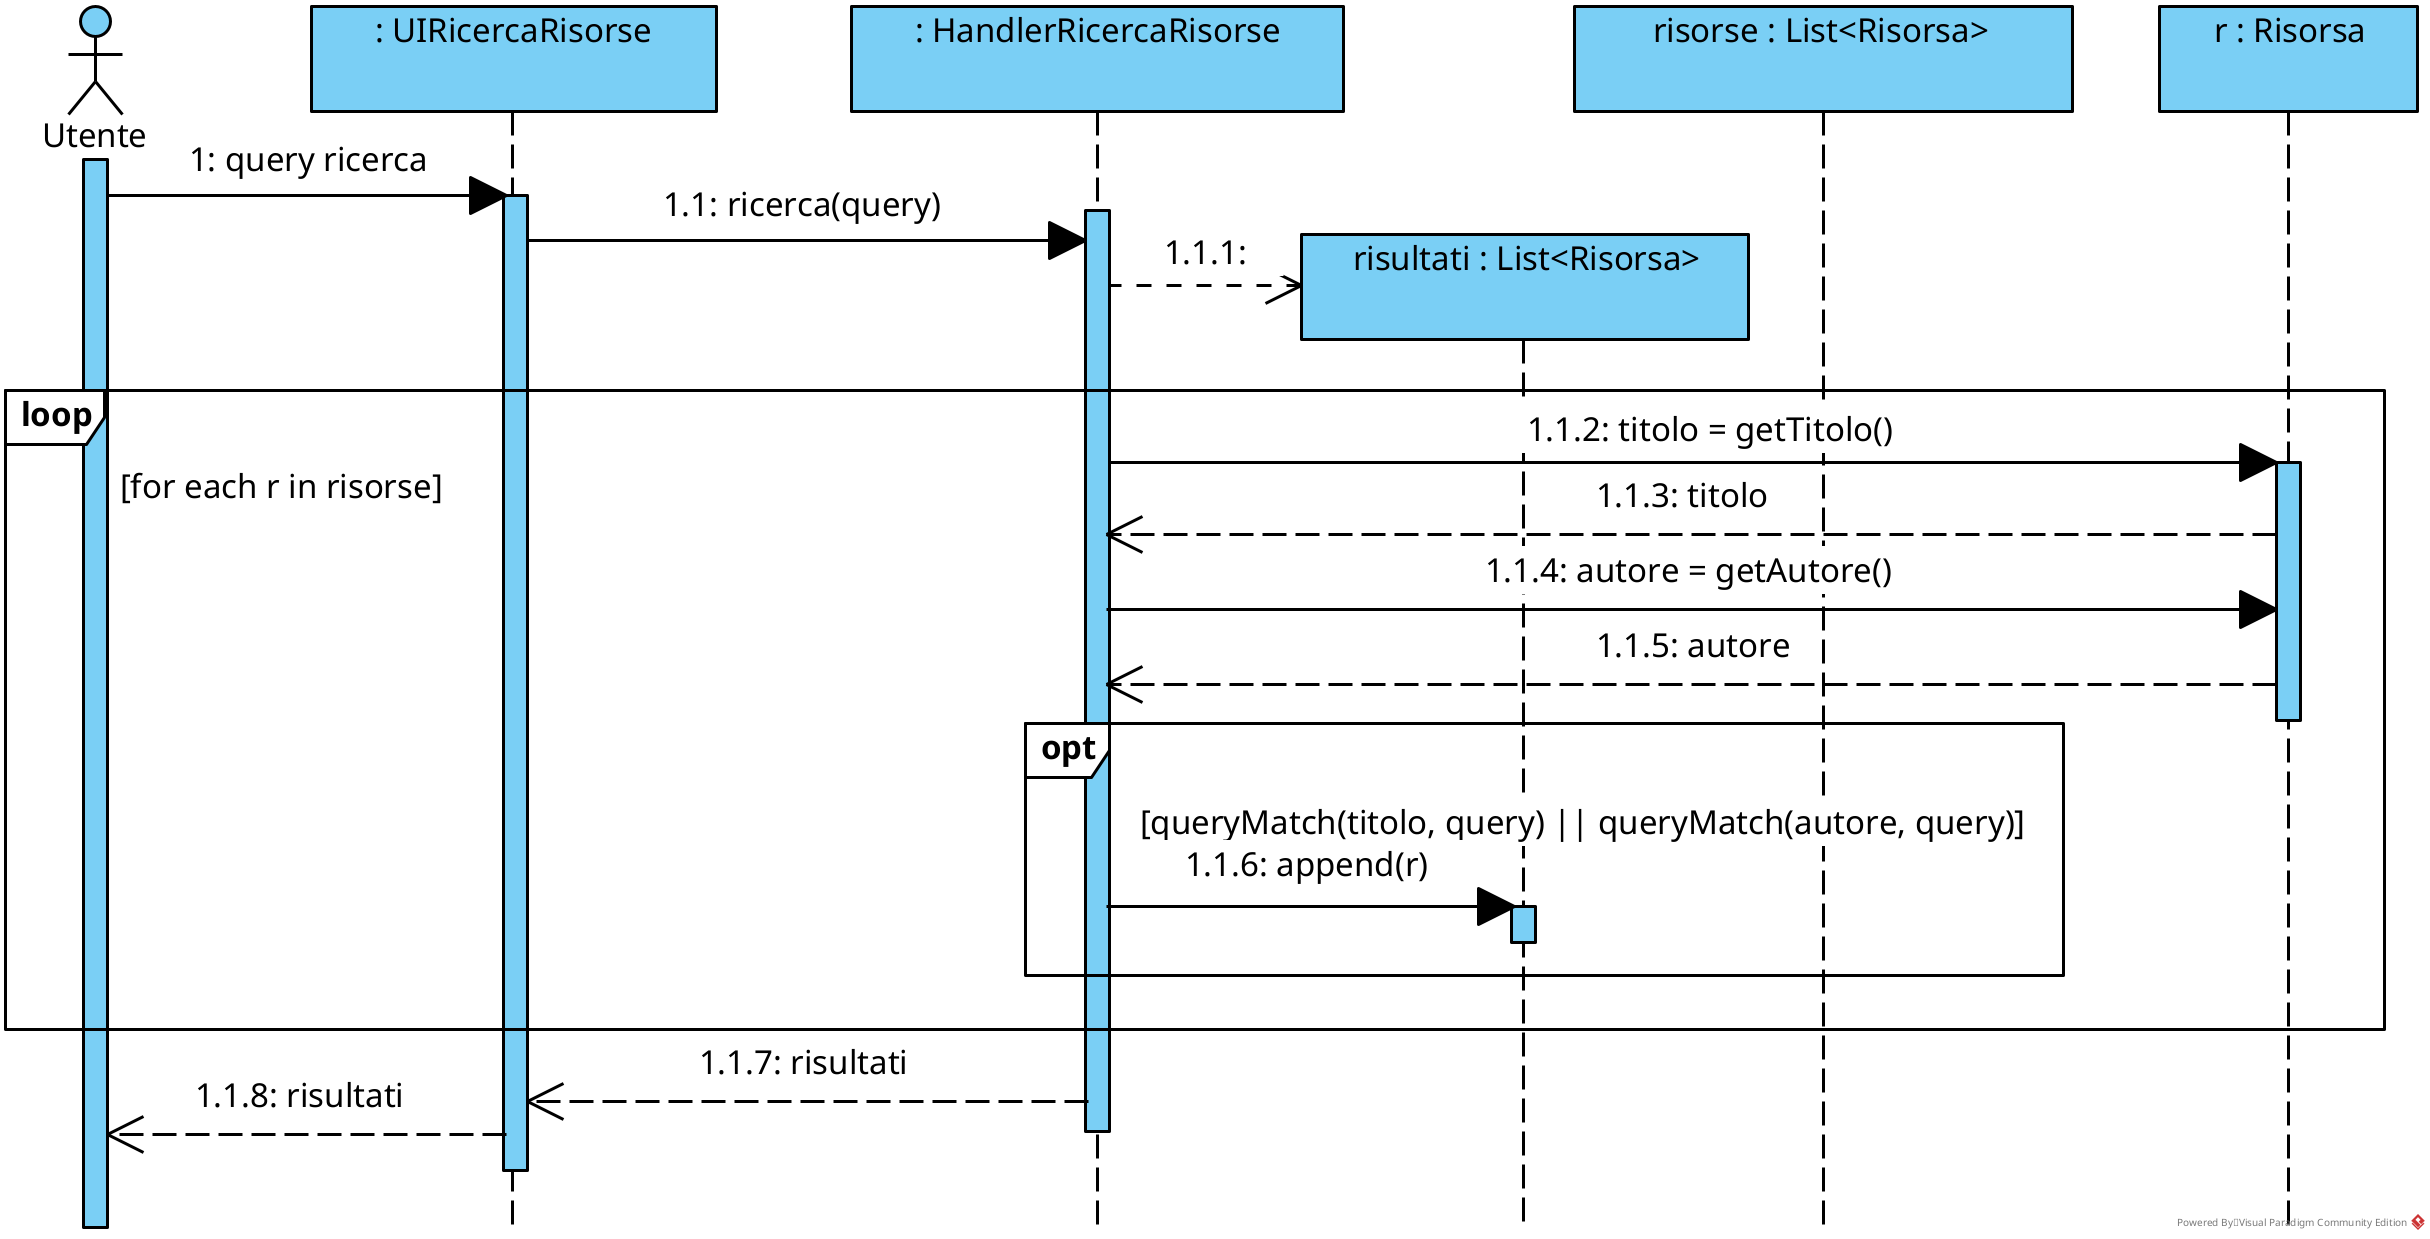 : UIRicercaRisorse
: HandlerRicercaRisorse
risorse : List<Risorsa>
r : Risorsa
Utente
1: query ricerca
1.1: ricerca(query)
1.1.1:
risultati : List<Risorsa>
loop
1.1.2: titolo = getTitolo()
[for each r in risorse]
1.1.3: titolo
1.1.4: autore = getAutore()
1.1.5: autore
opt
[queryMatch(titolo, query) || queryMatch(autore, query)]
1.1.6: append(r)
1.1.7: risultati
1.1.8: risultati
Powered By Visual Paradigm Community Edition